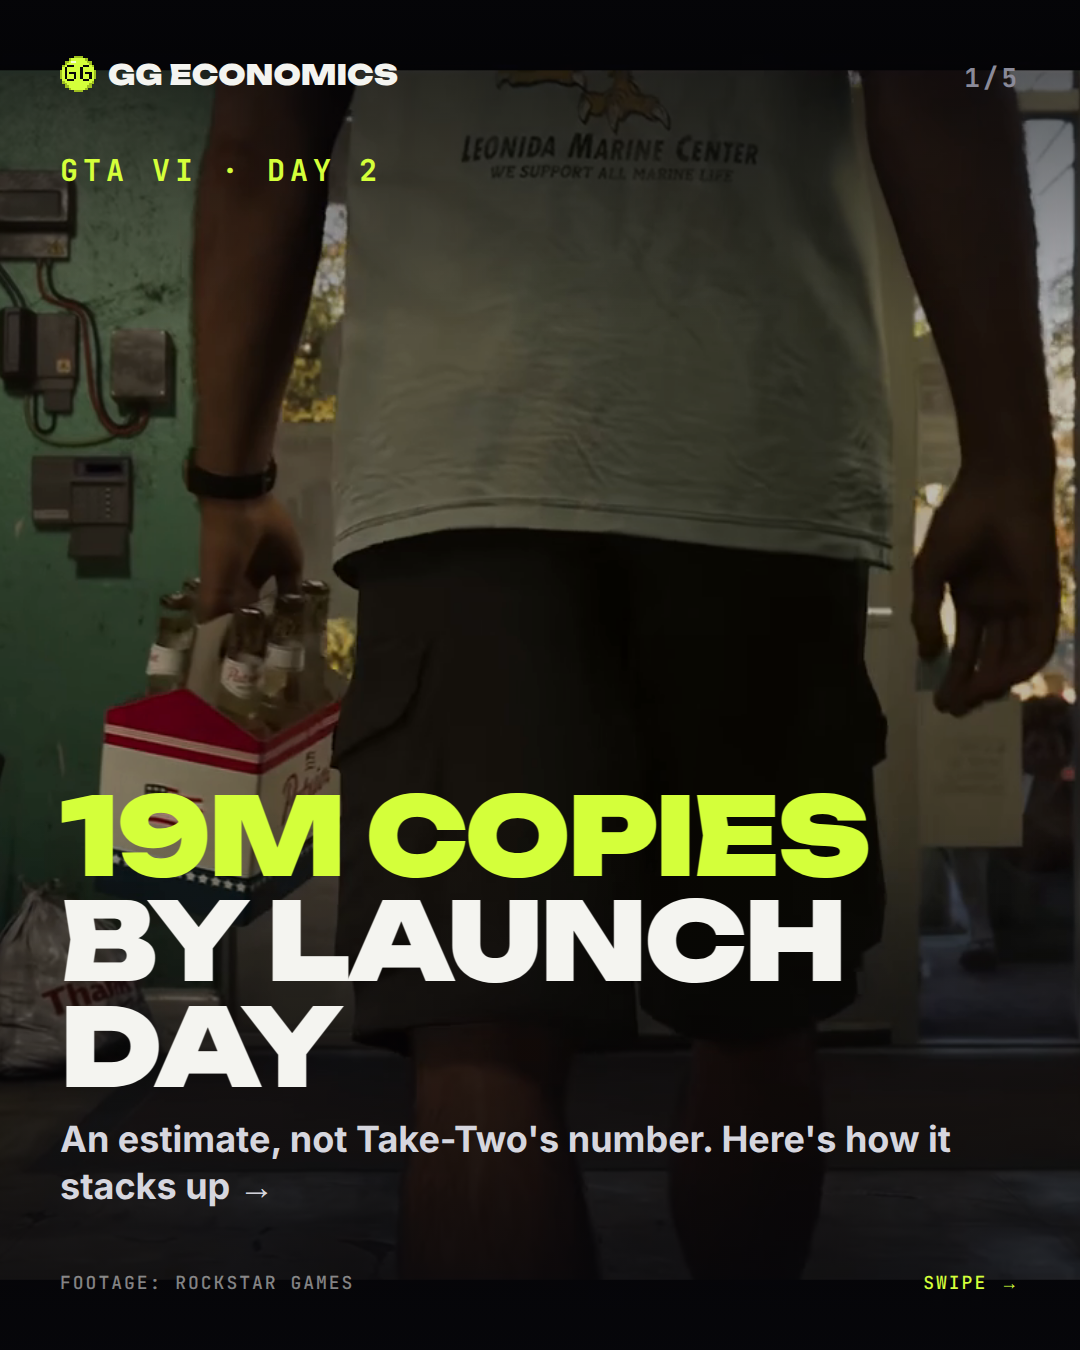 GG ECONOMICS
1/5
GTA VI · DAY 2
LEONIDA MARINE CENTER
WE SUPPORT ALL MARINE LIFE
19M COPIES
BY LAUNCH
DAY
Than
An estimate, not Take-Two's number. Here's how it
stacks up →
FOOTAGE: ROCKSTAR GAMES
SWIPE →